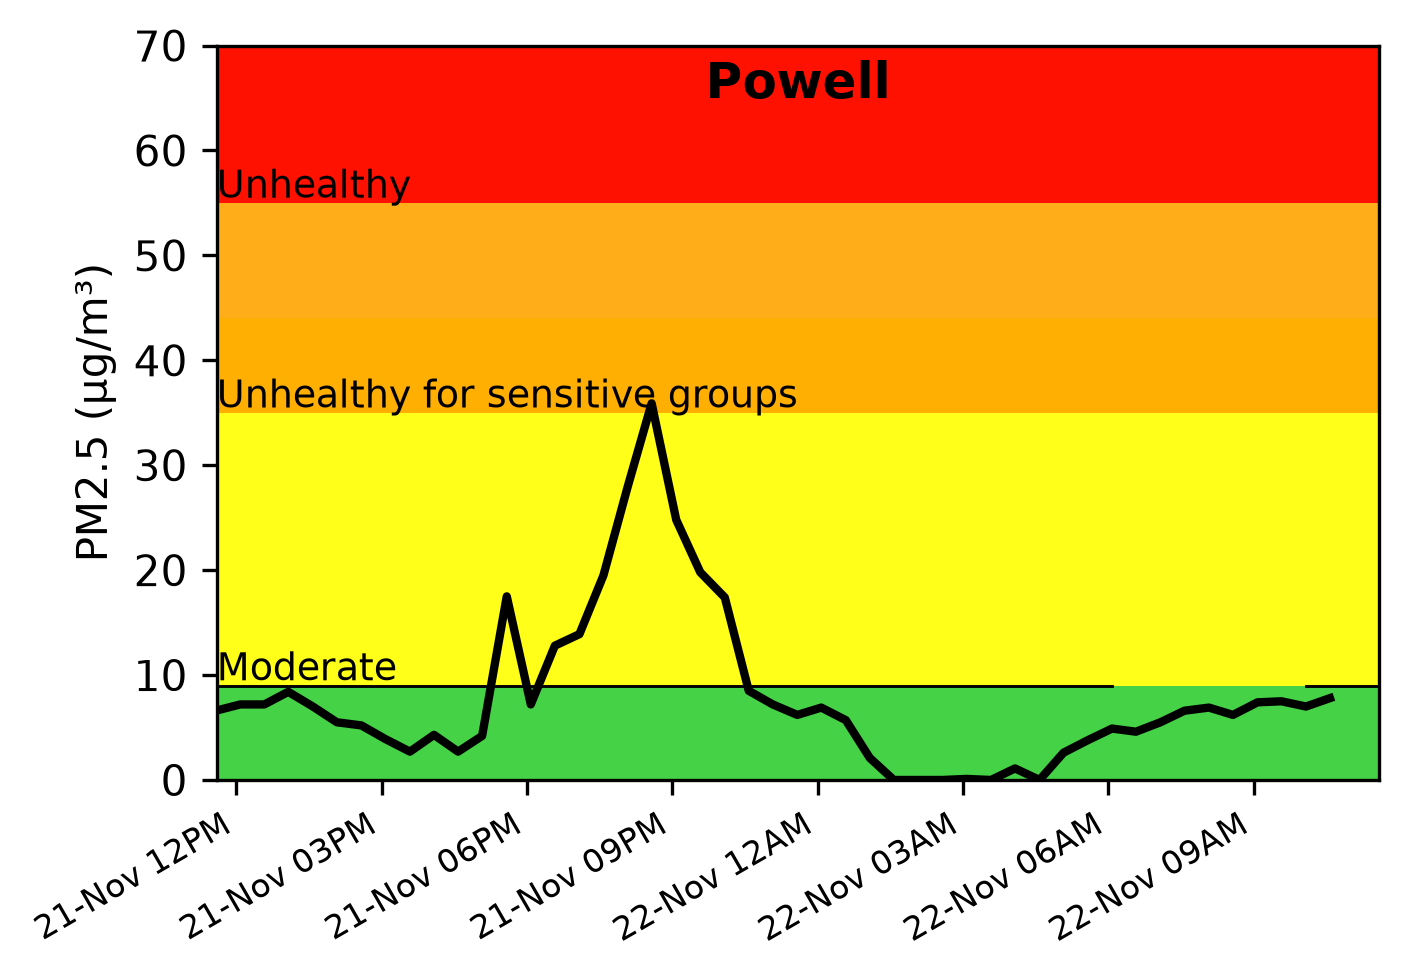 Powell
70
60
50
40
30
20
10
0
PM2.5 (µg/m³)
Unhealthy
Unhealthy for sensitive groups
Moderate
21-Nov 12PM
21-Nov 03PM
21-Nov 06PM
21-Nov 09PM
22-Nov 12AM
22-Nov 03AM
22-Nov 06AM
22-Nov 09AM